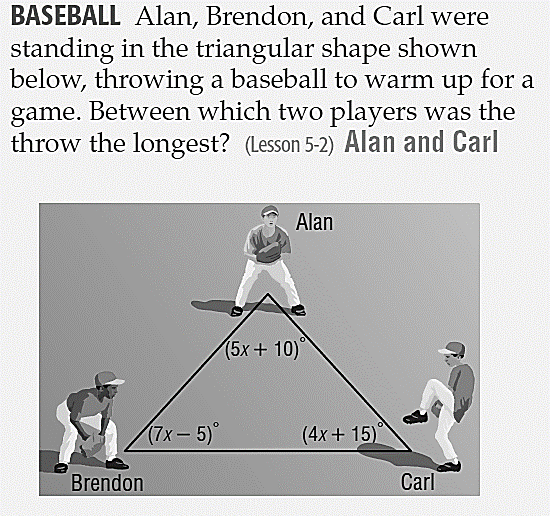 BASEBALL Alan, Brendon, and Carl were
standing in the triangular shape shown
below, throwing a baseball to warm up for a
game. Between which two players was the
throw the longest? (Lesson 5-2) Alan and Carl
Alan
(5x + 10)°
(7x − 5)° (4x + 15)°
Brendon Carl